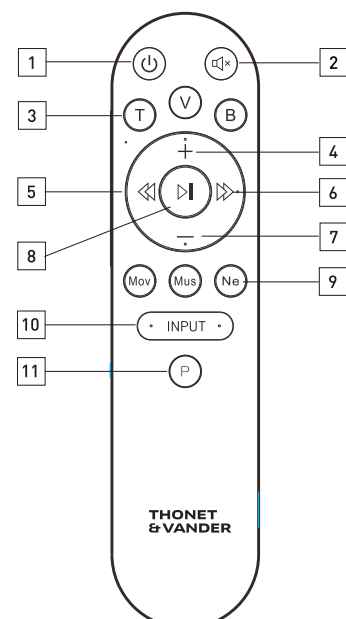 1
2
3 T V B
4
+
5 6
8 7
−
Mov Mus Ne 9
10 INPUT
11 P
THONET
&VANDER